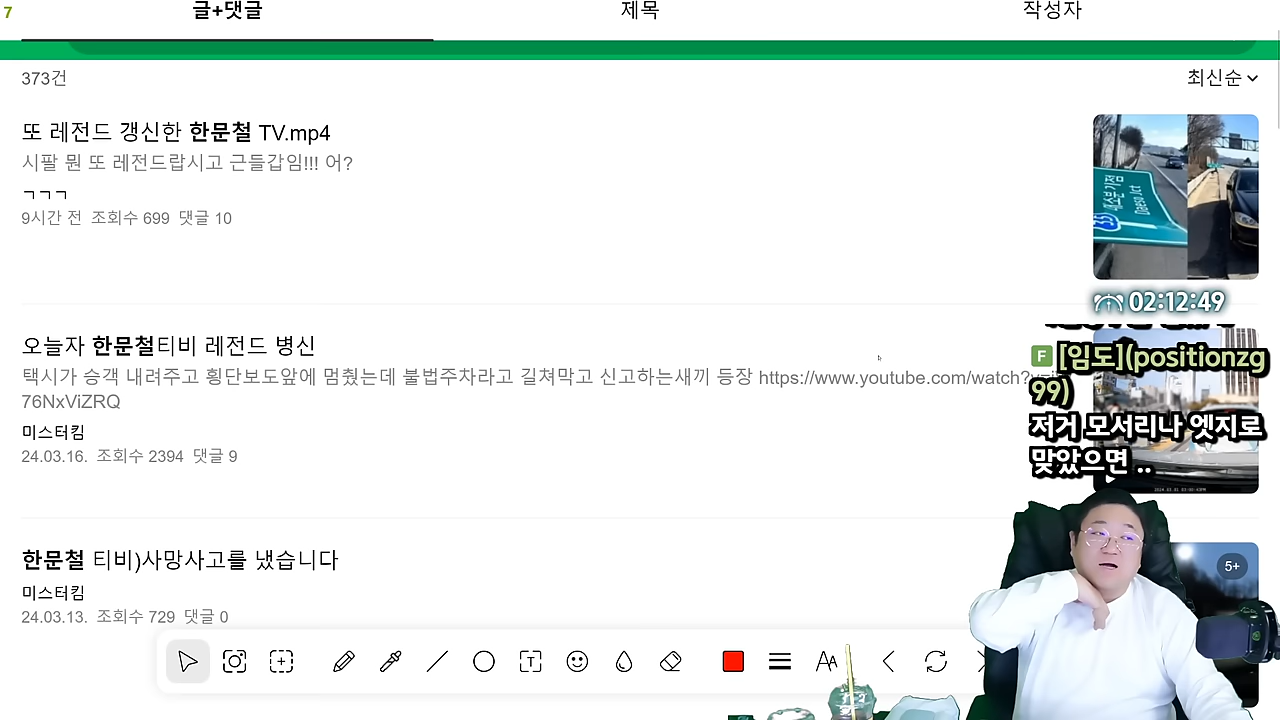 7
글+댓글
제목
작성자
373건
최신순
또 레전드 갱신한 한문철 TV.mp4
시팔 뭔 또 레전드랍시고 근들갑임!!! 어?
ㄱㄱㄱ
9시간 전 조회수 699 댓글 10
Daeso Jct
02:12:49
오늘자 한문철티비 레전드 병신
택시가 승객 내려주고 횡단보도앞에 멈췄는데 불법주차라고 길쳐막고 신고하는새끼 등장 https://www.youtube.com/watch?
76NxViZRQ
미스터킴
24.03.16. 조회수 2394 댓글 9
F [임도](positionzg
99)
저거 모서리나 엣지로
맞았으면 ..
한문철 티비)사망사고를 냈습니다
미스터킴
24.03.13. 조회수 729 댓글 0
5+
T